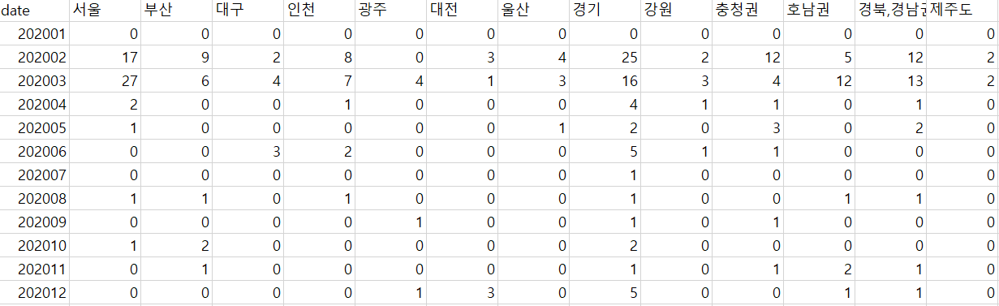 date 서울 부산 대구 인천 광주 대전 울산 경기 강원 충청권 호남권 경북,경남 제주도
202001 0 0 0 0 0 0 0 0 0 0 0 0 0
202002 17 9 2 8 0 3 4 25 2 12 5 12 2
202003 27 6 4 7 4 1 3 16 3 4 12 13 2
202004 2 0 0 1 0 0 0 4 1 1 0 1 0
202005 1 0 0 0 0 0 1 2 0 3 0 2 0
202006 0 0 3 2 0 0 0 5 1 1 0 0 0
202007 0 0 0 0 0 0 0 1 0 0 0 0 0
202008 1 1 0 1 0 0 0 1 0 0 1 1 0
202009 0 0 0 0 1 0 0 1 0 1 0 0 0
202010 1 2 0 0 0 0 0 2 0 0 0 0 0
202011 0 1 0 0 0 0 0 1 0 1 2 1 0
202012 0 0 0 0 1 3 0 5 0 0 1 1 0